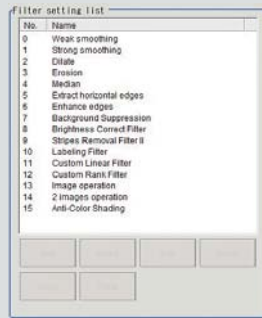 Filter setting list
No. Name
0 Weak smoothing
1 Strong smoothing
2 Dilate
3 Erosion
4 Median
5 Extract horizontal edges
6 Enhance edges
7 Background Suppression
8 Brightness Correct Filter
9 Stripes Removal Filter II
10 Labeling Filter
11 Custom Linear Filter
12 Custom Rank Filter
13 Image operation
14 2 images operation
15 Anti-Color Shading